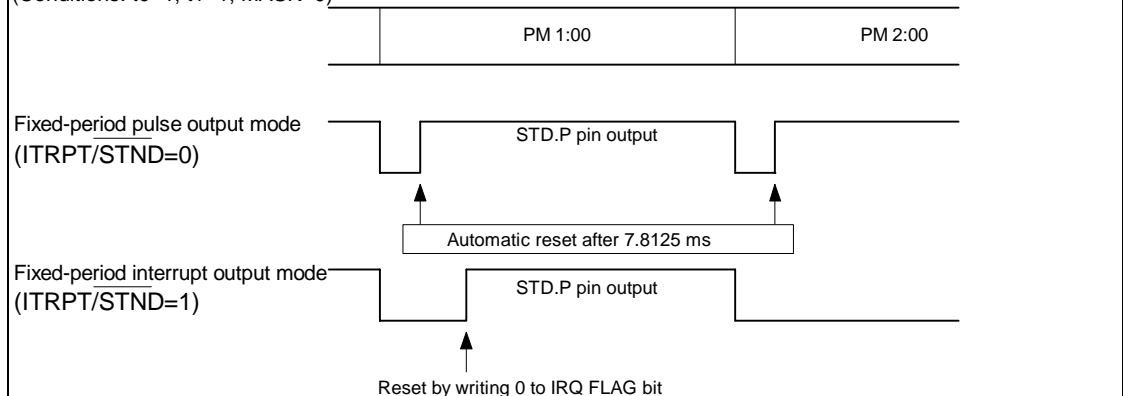 PM 1:00 PM 2:00
Fixed-period pulse output mode
(ITRPT/STND=0)
STD.P pin output
Automatic reset after 7.8125 ms
Fixed-period interrupt output mode
(ITRPT/STND=1)
STD.P pin output
Reset by writing 0 to IRQ FLAG bit